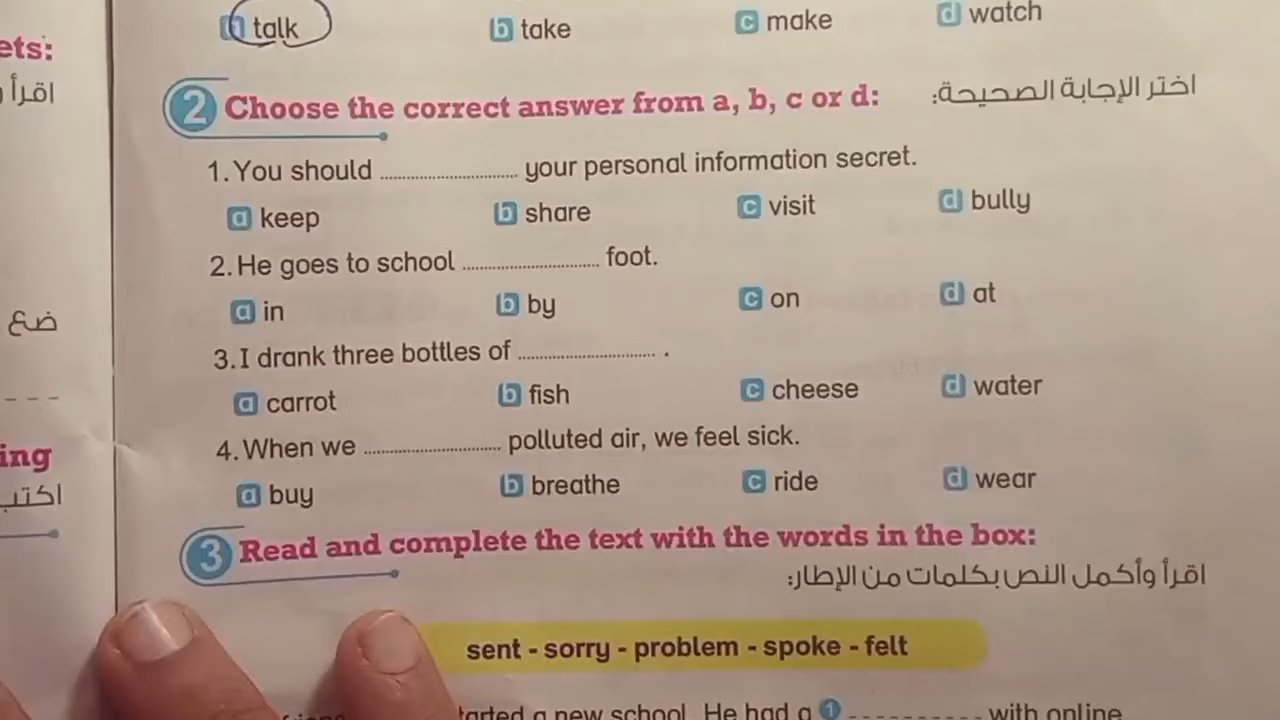 a talk b take c make d watch
ets:
اقرأ
2 Choose the correct answer from a, b, c or d: اختر الإجابة الصحيحة:
1. You should .................... your personal information secret.
a keep b share c visit d bully
2. He goes to school .................... foot.
a in b by c on d at
ضع
3. I drank three bottles of .................... .
a carrot b fish c cheese d water
4. When we .................... polluted air, we feel sick.
ing
a buy b breathe c ride d wear
اكتب
3 Read and complete the text with the words in the box:
اقرأ وأكمل النص بكلمات من الإطار:
sent - sorry - problem - spoke - felt
a new school. He had a 1 ---------- with online